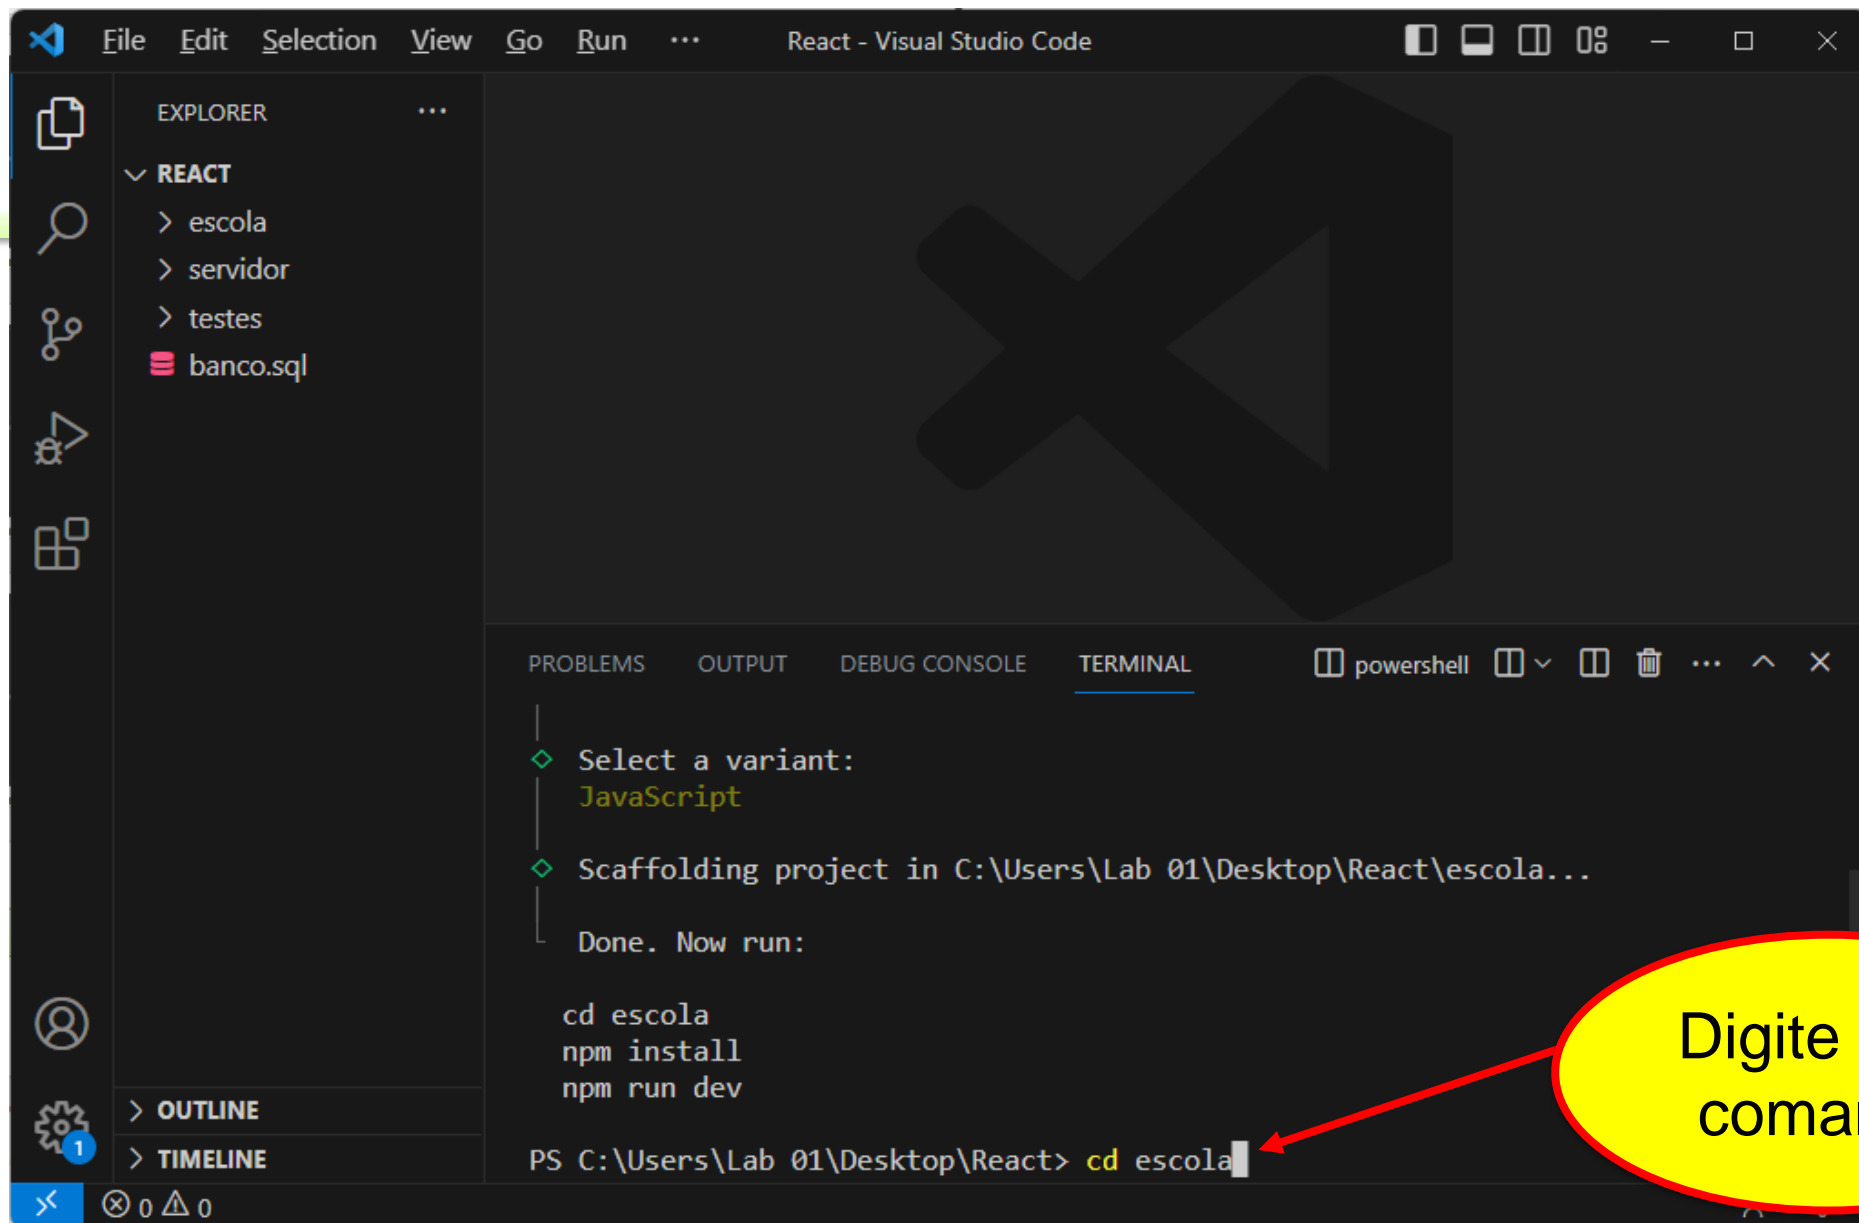 File Edit Selection View Go Run ··· React - Visual Studio Code
EXPLORER ···
REACT
escola
servidor
testes
banco.sql
PROBLEMS OUTPUT DEBUG CONSOLE TERMINAL powershell ···
Select a variant:
JavaScript
Scaffolding project in C:\Users\Lab 01\Desktop\React\escola...
Done. Now run:
cd escola
npm install
npm run dev
PS C:\Users\Lab 01\Desktop\React> cd escola
Digite
OUTLINE
TIMELINE
1
0 0